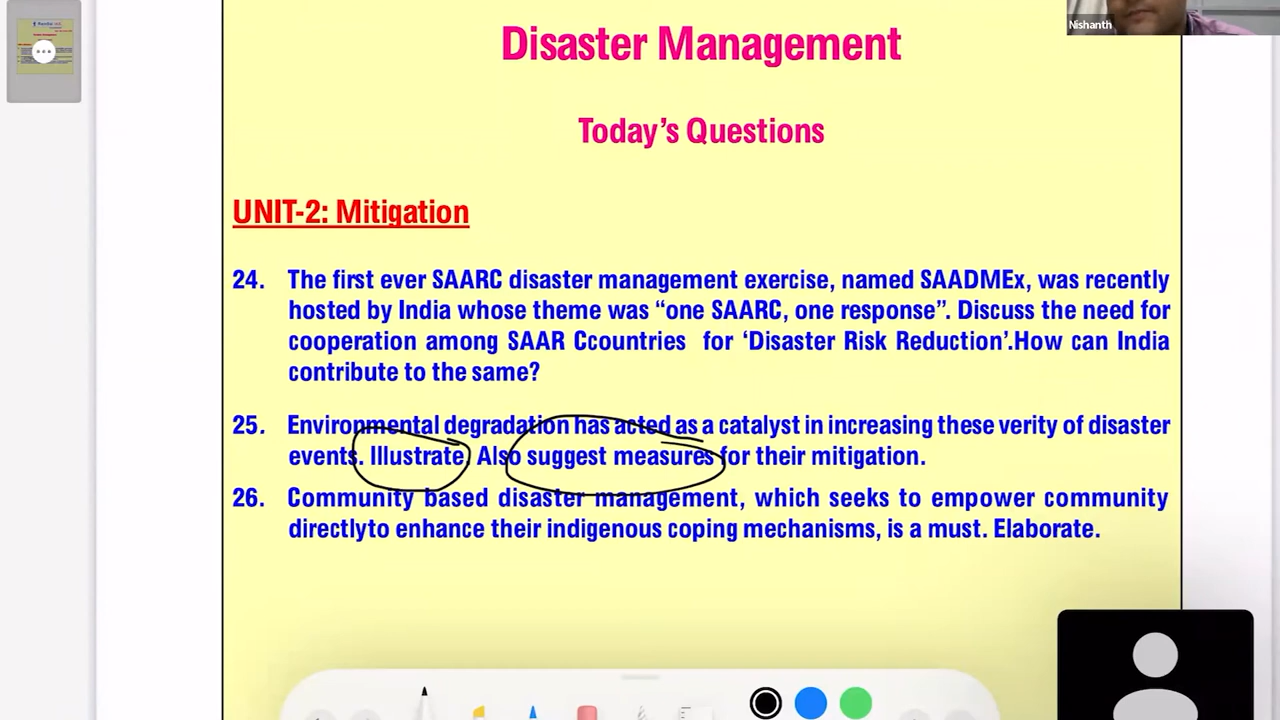 Nishanth
Disaster Management
Today's Questions
UNIT-2: Mitigation
24. The first ever SAARC disaster management exercise, named SAADMEx, was recently
hosted by India whose theme was “one SAARC, one response”. Discuss the need for
cooperation among SAAR Ccountries for ‘Disaster Risk Reduction’.How can India
contribute to the same?
25. Environmental degradation has acted as a catalyst in increasing these verity of disaster
events. Illustrate. Also suggest measures for their mitigation.
26. Community based disaster management, which seeks to empower community
directlyto enhance their indigenous coping mechanisms, is a must. Elaborate.